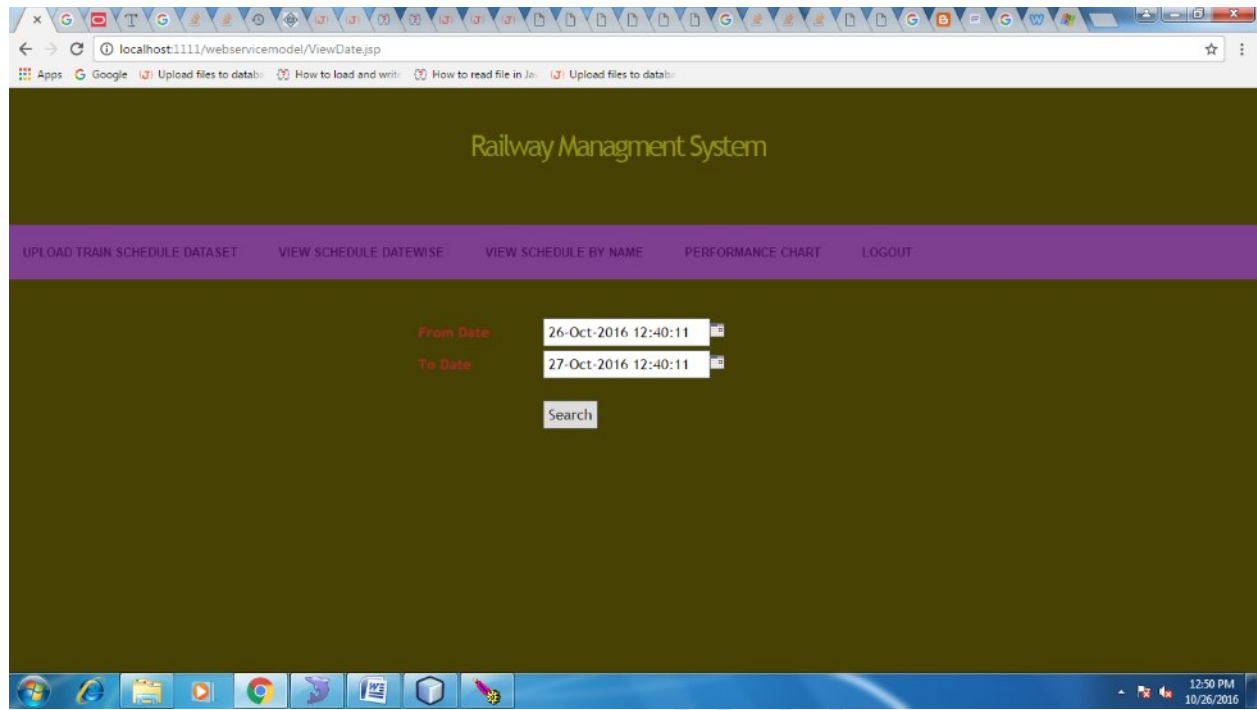 localhost:1111/webservicemodel/ViewDate.jsp
Apps Google Upload files to databa How to load and write How to read file in Ja Upload files to databa
Railway Managment System
UPLOAD TRAIN SCHEDULE DATASET VIEW SCHEDULE DATEWISE VIEW SCHEDULE BY NAME PERFORMANCE CHART LOGOUT
From Date 26-Oct-2016 12:40:11
To Date 27-Oct-2016 12:40:11
Search
12:50 PM
10/26/2016